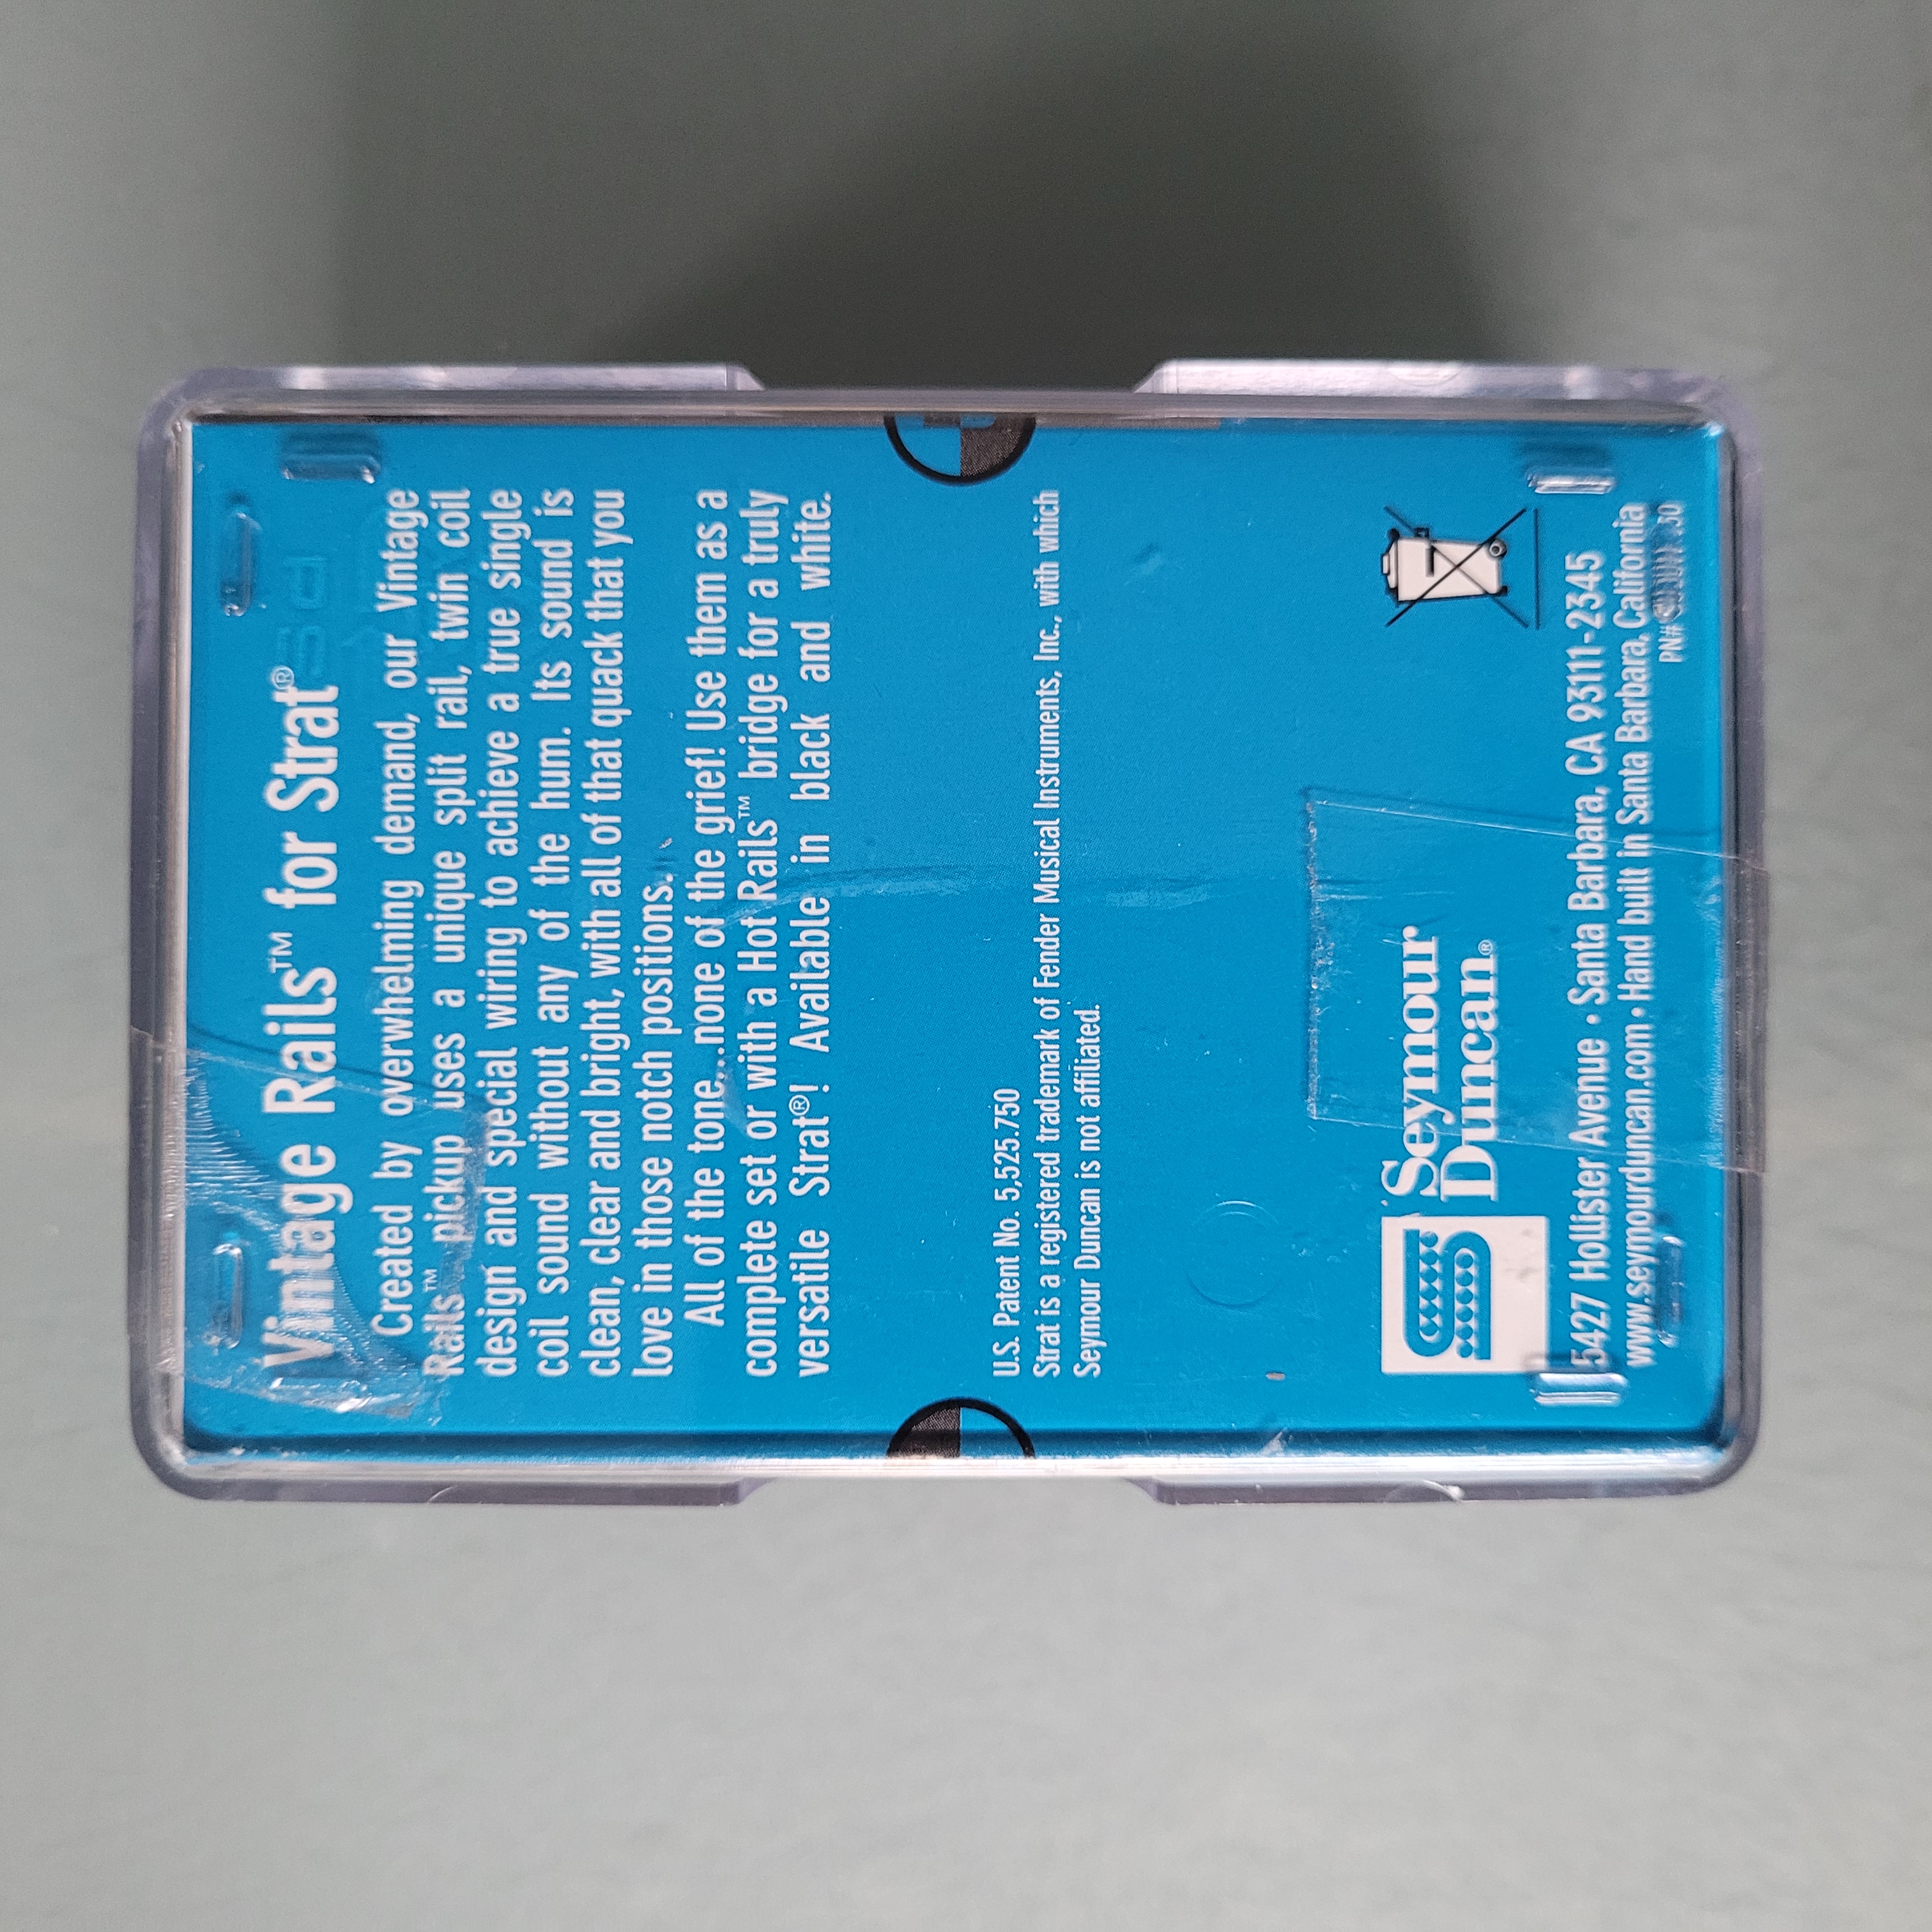 Vintage Rails™ for Strat®
Created by overwhelming demand, our Vintage
Rails™ pickup uses a unique split rail, twin coil
design and special wiring to achieve a true single
coil sound without any of the hum. Its sound is
clean, clear and bright, with all of that quack that you
love in those notch positions.
All of the tone...none of the grief! Use them as a
complete set or with a Hot Rails™ bridge for a truly
versatile Strat®! Available in black and white.
U.S. Patent No. 5,525.750
Strat is a registered trademark of Fender Musical Instruments, Inc., with which
Seymour Duncan is not affiliated.
Seymour
Duncan®
5427 Hollister Avenue • Santa Barbara, CA 93111-2345
www.seymourduncan.com • Hand built in Santa Barbara, California
PN#